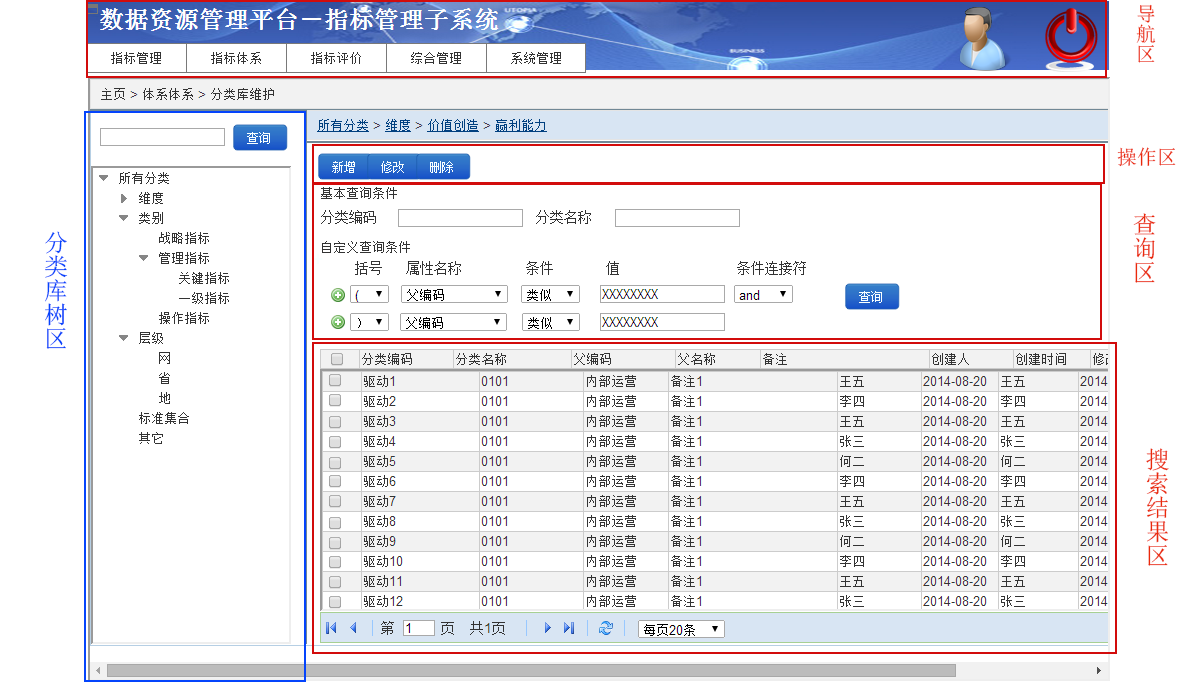 数据资源管理平台－指标管理子系统
UTOPIA
BUSINESS
导航区
指标管理 指标体系 指标评价 综合管理 系统管理
主页 > 体系体系 > 分类库维护
查询
所有分类 > 维度 > 价值创造 > 赢利能力
新增 修改 删除
操作区
分类库树区
所有分类
维度
类别
战略指标
管理指标
关键指标
一级指标
操作指标
层级
网
省
地
标准集合
其它
基本查询条件
分类编码 分类名称
自定义查询条件
括号 属性名称 条件 值 条件连接符
( 父编码 类似 XXXXXXXX and 查询
) 父编码 类似 XXXXXXXX
查询区
分类编码 分类名称 父编码 父名称 备注 创建人 创建时间 修
驱动1 0101 内部运营 备注1 王五 2014-08-20 王五 2014
驱动2 0101 内部运营 备注1 李四 2014-08-20 李四 2014
驱动3 0101 内部运营 备注1 王五 2014-08-20 王五 2014
驱动4 0101 内部运营 备注1 张三 2014-08-20 张三 2014
驱动5 0101 内部运营 备注1 何二 2014-08-20 何二 2014
驱动6 0101 内部运营 备注1 李四 2014-08-20 李四 2014
驱动7 0101 内部运营 备注1 王五 2014-08-20 王五 2014
驱动8 0101 内部运营 备注1 张三 2014-08-20 张三 2014
驱动9 0101 内部运营 备注1 何二 2014-08-20 何二 2014
驱动10 0101 内部运营 备注1 李四 2014-08-20 李四 2014
驱动11 0101 内部运营 备注1 王五 2014-08-20 王五 2014
驱动12 0101 内部运营 备注1 张三 2014-08-20 张三 2014
第 1 页 共1页 每页20条
搜索结果区